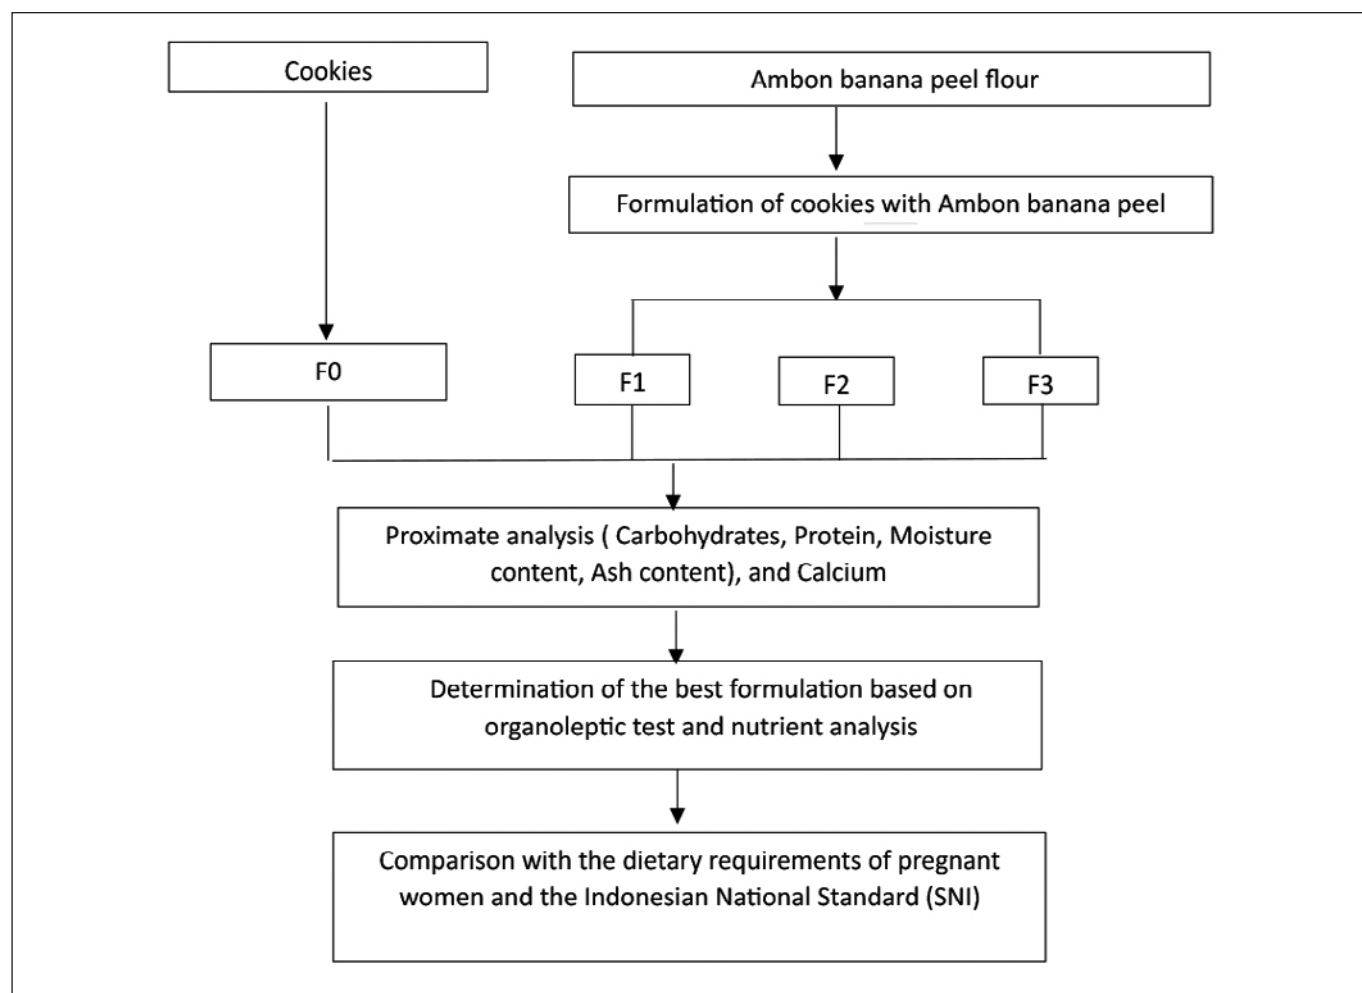 Cookies
Ambon banana peel flour
Formulation of cookies with Ambon banana peel
F0
F1
F2
F3
Proximate analysis ( Carbohydrates, Protein, Moisture
content, Ash content), and Calcium
Determination of the best formulation based on
organoleptic test and nutrient analysis
Comparison with the dietary requirements of pregnant
women and the Indonesian National Standard (SNI)